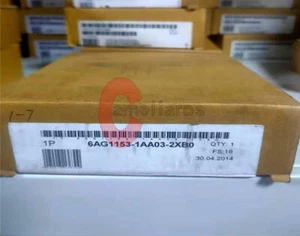 1-7
1P 6AG1153-1AA03-2XB0 QTY: 1
FS:16
30.04.2014